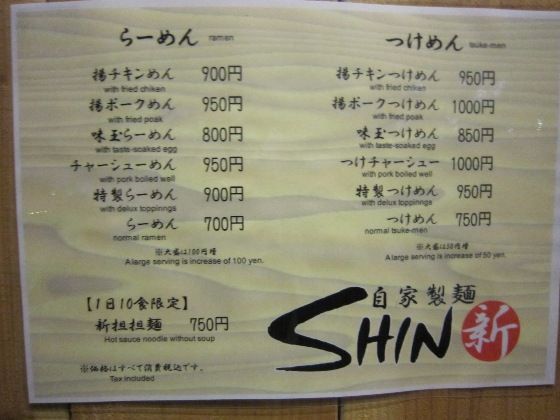 らーめん ramen
揚チキンめん 900円
with fried chiken
揚ポークめん 950円
with fried poak
味玉らーめん 800円
with taste-soaked egg
チャーシューめん 950円
with pork boiled well
特製らーめん 900円
with delux toppinngs
らーめん 700円
normal ramen
※大盛は100円増
A large serving is increase of 100 yen.
【1日10食限定】
新担担麺 750円
Hot sauce noodle without soup
※価格はすべて消費税込です。
Tax included
つけめん tsuke-men
揚チキンつけめん 950円
with fried chiken
揚ポークつけめん 1000円
with fried poak
味玉つけめん 850円
with taste-soaked egg
つけチャーシュー 1000円
with pork boiled well
特製つけめん 950円
with delux toppinngs
つけめん 750円
normal tsuke-men
※大盛は50円増
A large serving is increase of 50 yen.
自家製麺
SHIN 新